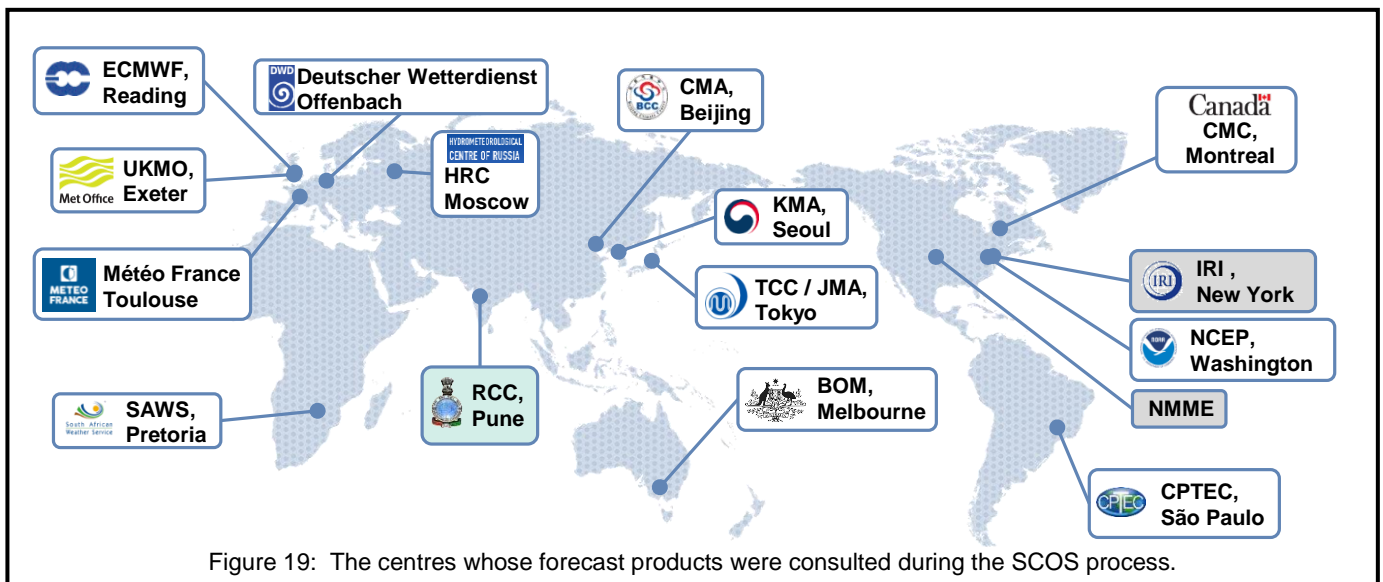 ECMWF,
Reading
DWD
Deutscher Wetterdienst
Offenbach
BCC
CMA,
Beijing
Canada
CMC,
Montreal
Met Office
UKMO,
Exeter
HYDROMETEOROLOGICAL
CENTRE OF RUSSIA
HRC
Moscow
KMA,
Seoul
METEO
FRANCE
Météo France
Toulouse
TCC / JMA,
Tokyo
IRI
IRI ,
New York
NOAA
NCEP,
Washington
South African
Weather Service
SAWS,
Pretoria
RCC,
Pune
BOM,
Melbourne
NMME
CPTEC
CPTEC,
São Paulo
Figure 19: The centres whose forecast products were consulted during the SCOS process.